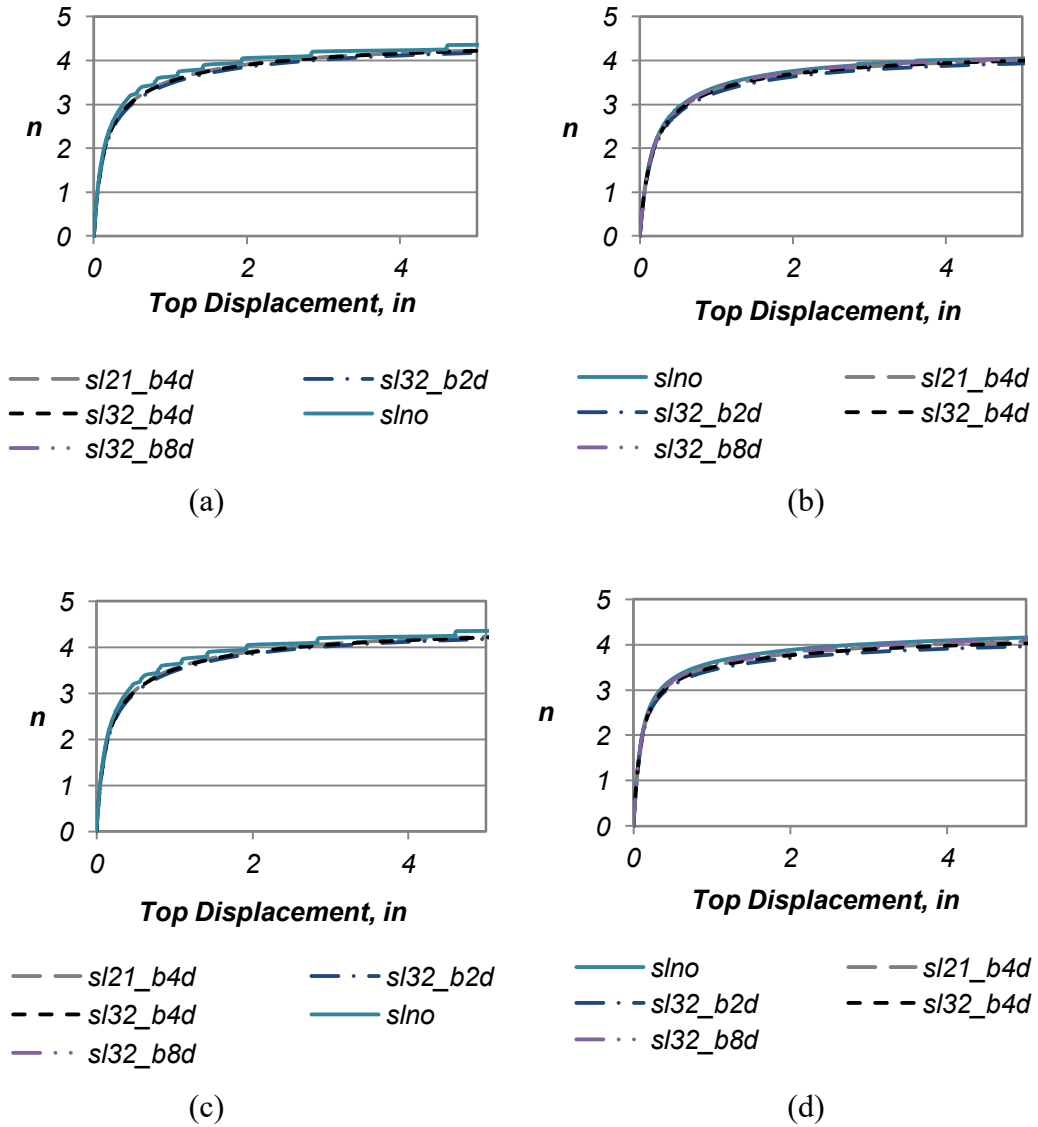 5
4
3
n
2
1
0
0 2 4
Top Displacement, in
sl21_b4d sl32_b2d
sl32_b4d slno
sl32_b8d
(a)
5
4
3
n
2
1
0
0 2 4
Top Displacement, in
slno sl21_b4d
sl32_b2d sl32_b4d
sl32_b8d
(b)
5
4
3
n
2
1
0
0 2 4
Top Displacement, in
sl21_b4d sl32_b2d
sl32_b4d slno
sl32_b8d
(c)
5
4
3
n
2
1
0
0 2 4
Top Displacement, in
slno sl21_b4d
sl32_b2d sl32_b4d
sl32_b8d
(d)